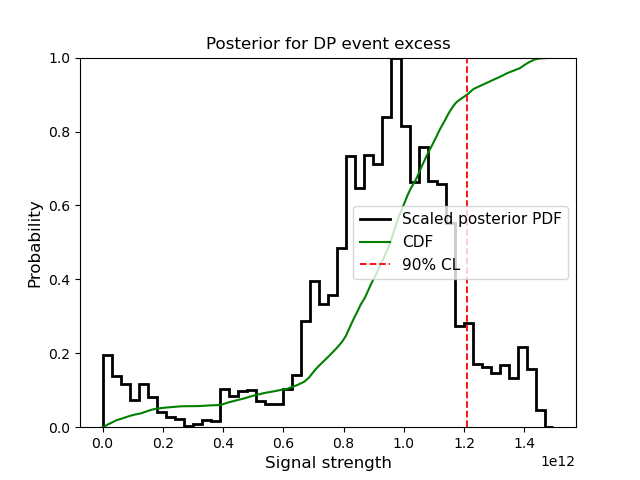 Posterior for DP event excess
1.0
0.8
0.6
0.4
0.2
0.0
Probability
Scaled posterior PDF
CDF
90% CL
0.0 0.2 0.4 0.6 0.8 1.0 1.2 1.4
1e12
Signal strength